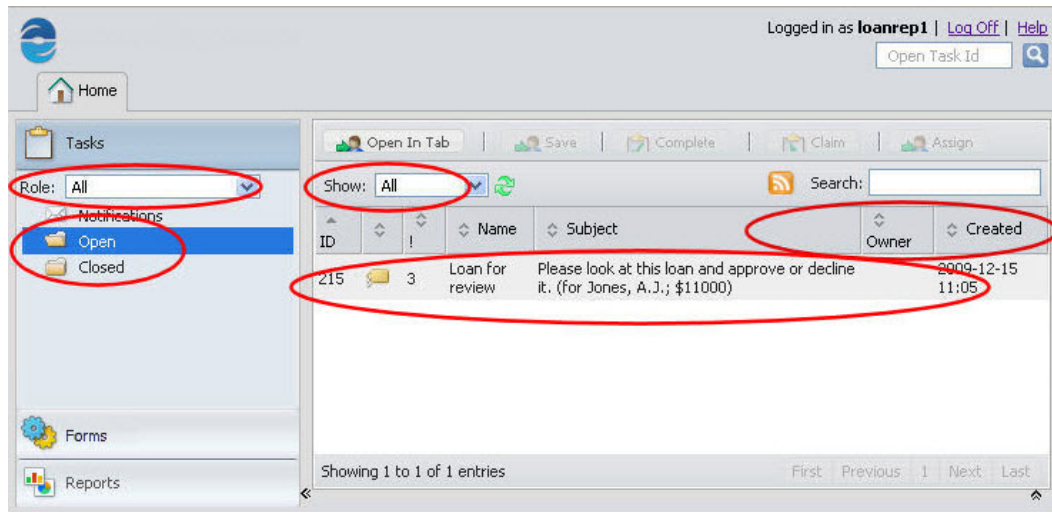 Logged in as loanrep1 | Log Off | Help
Open Task Id
Home
Tasks
Role: All
Notifications
Open
Closed
Forms
Reports
Open In Tab | Save | Complete | Claim | Assign
Show: All Search:
ID ! Name Subject Owner Created
215 3 Loan for review Please look at this loan and approve or decline it. (for Jones, A.J.; $11000) 2009-12-15 11:05
Showing 1 to 1 of 1 entries First Previous 1 Next Last